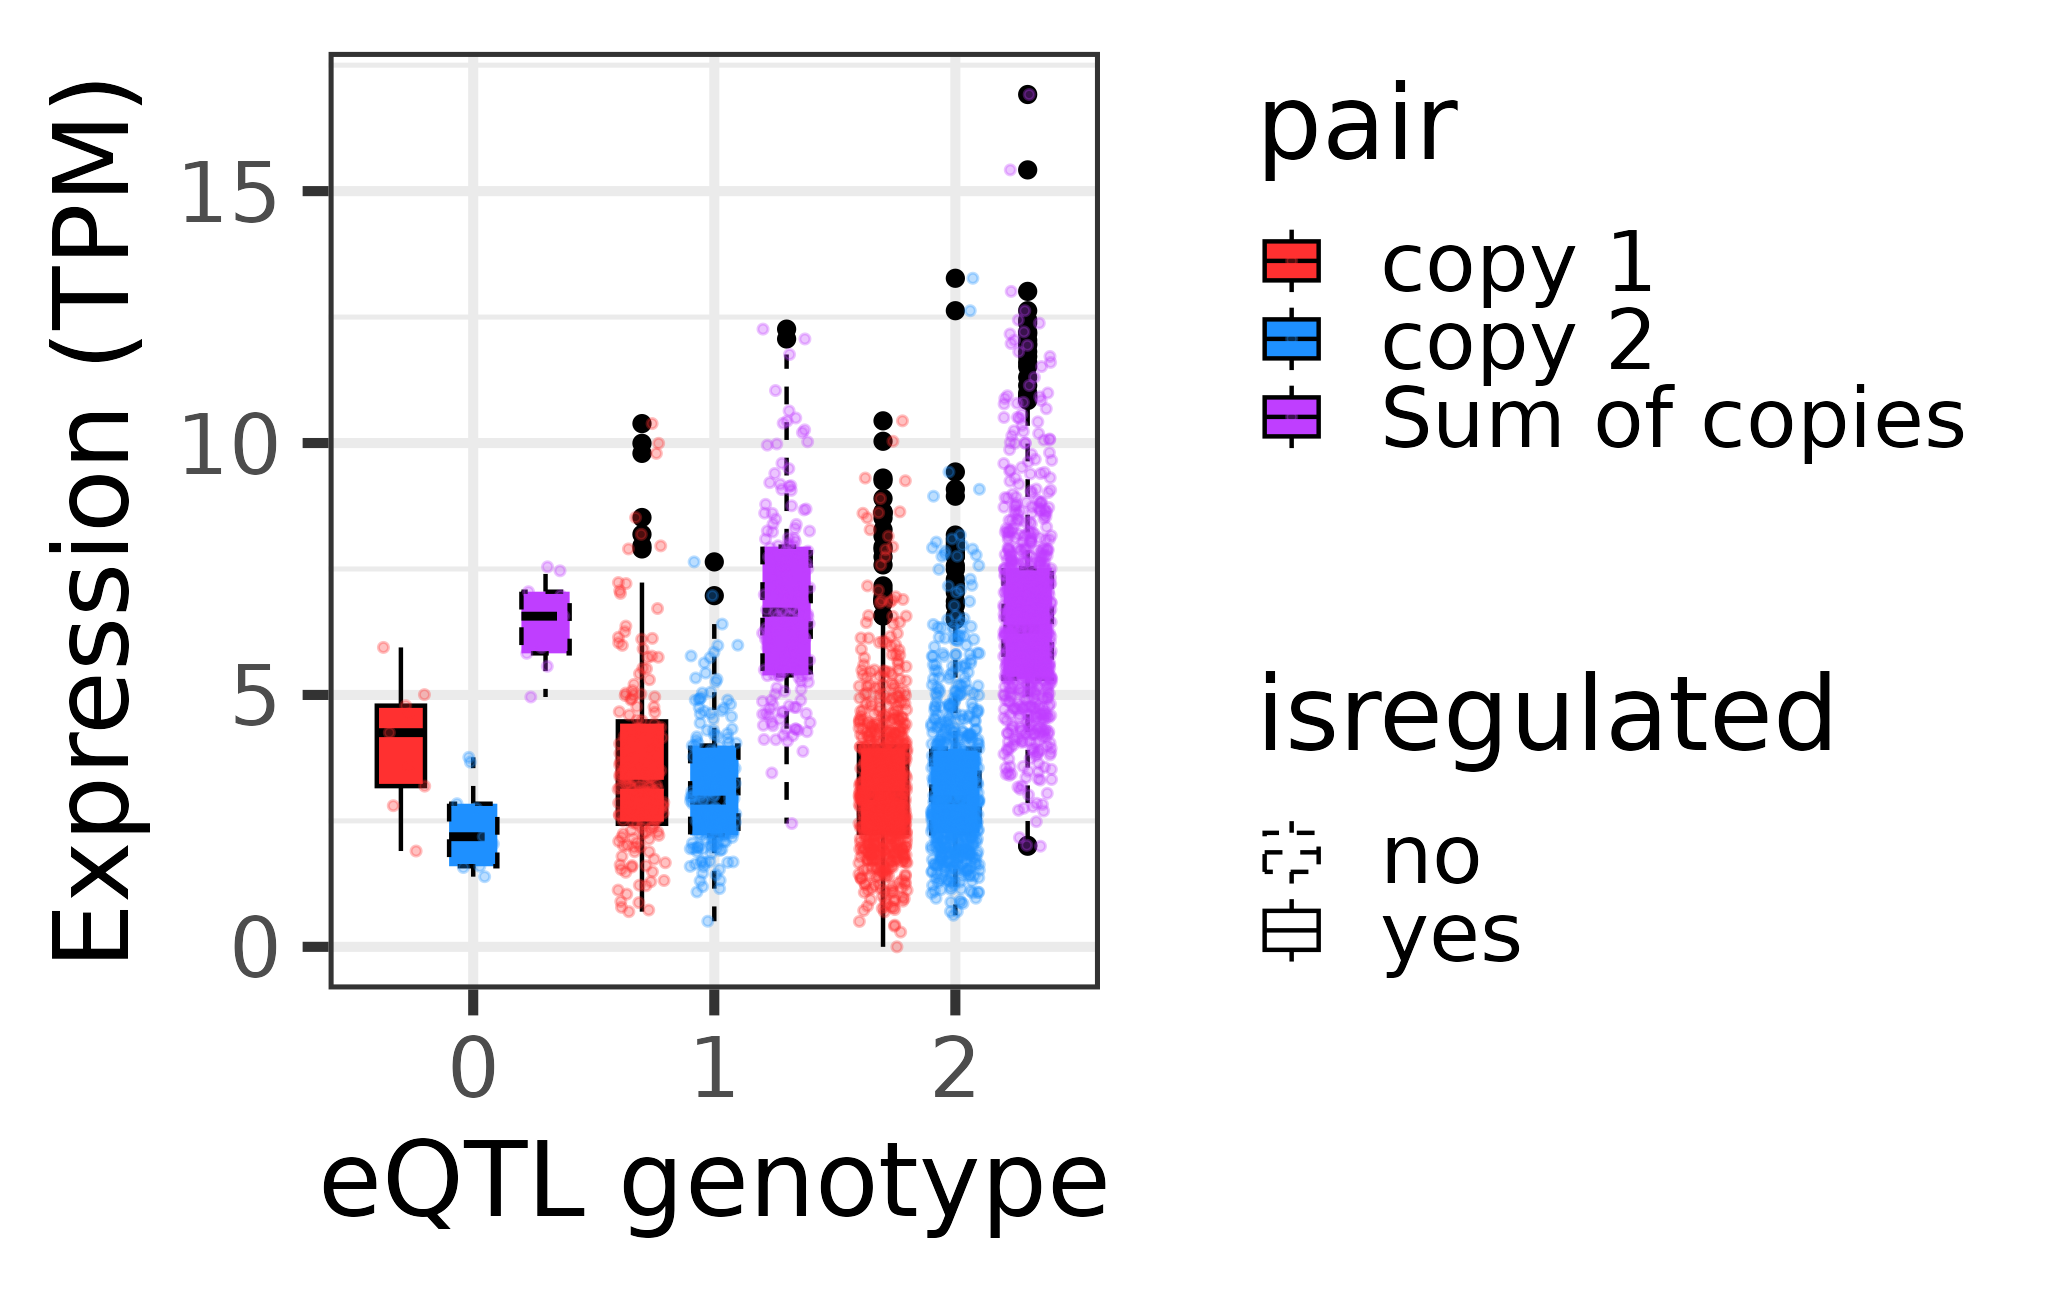 Expression (TPM)
15
10
5
0
0 1 2
eQTL genotype
pair
copy 1
copy 2
Sum of copies
isregulated
no
yes